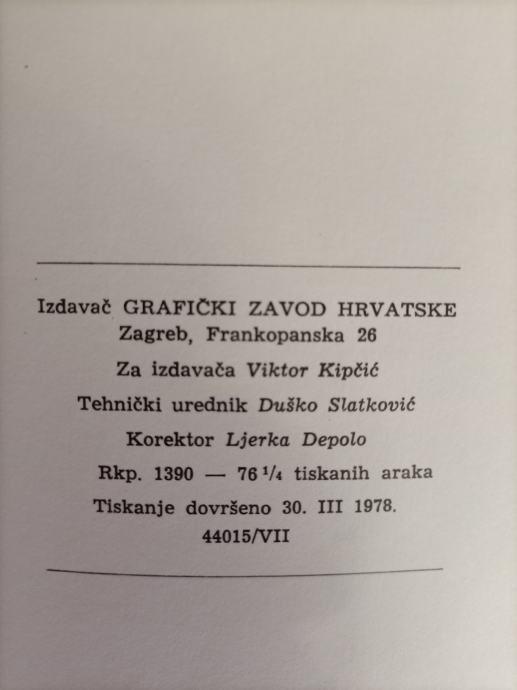 Izdavač GRAFIČKI ZAVOD HRVATSKE
Zagreb, Frankopanska 26
Za izdavača Viktor Kipčić
Tehnički urednik Duško Slatković
Korektor Ljerka Depolo
Rkp. 1390 — 76 ¹/₄ tiskanih araka
Tiskanje dovršeno 30. III 1978.
44015/VII